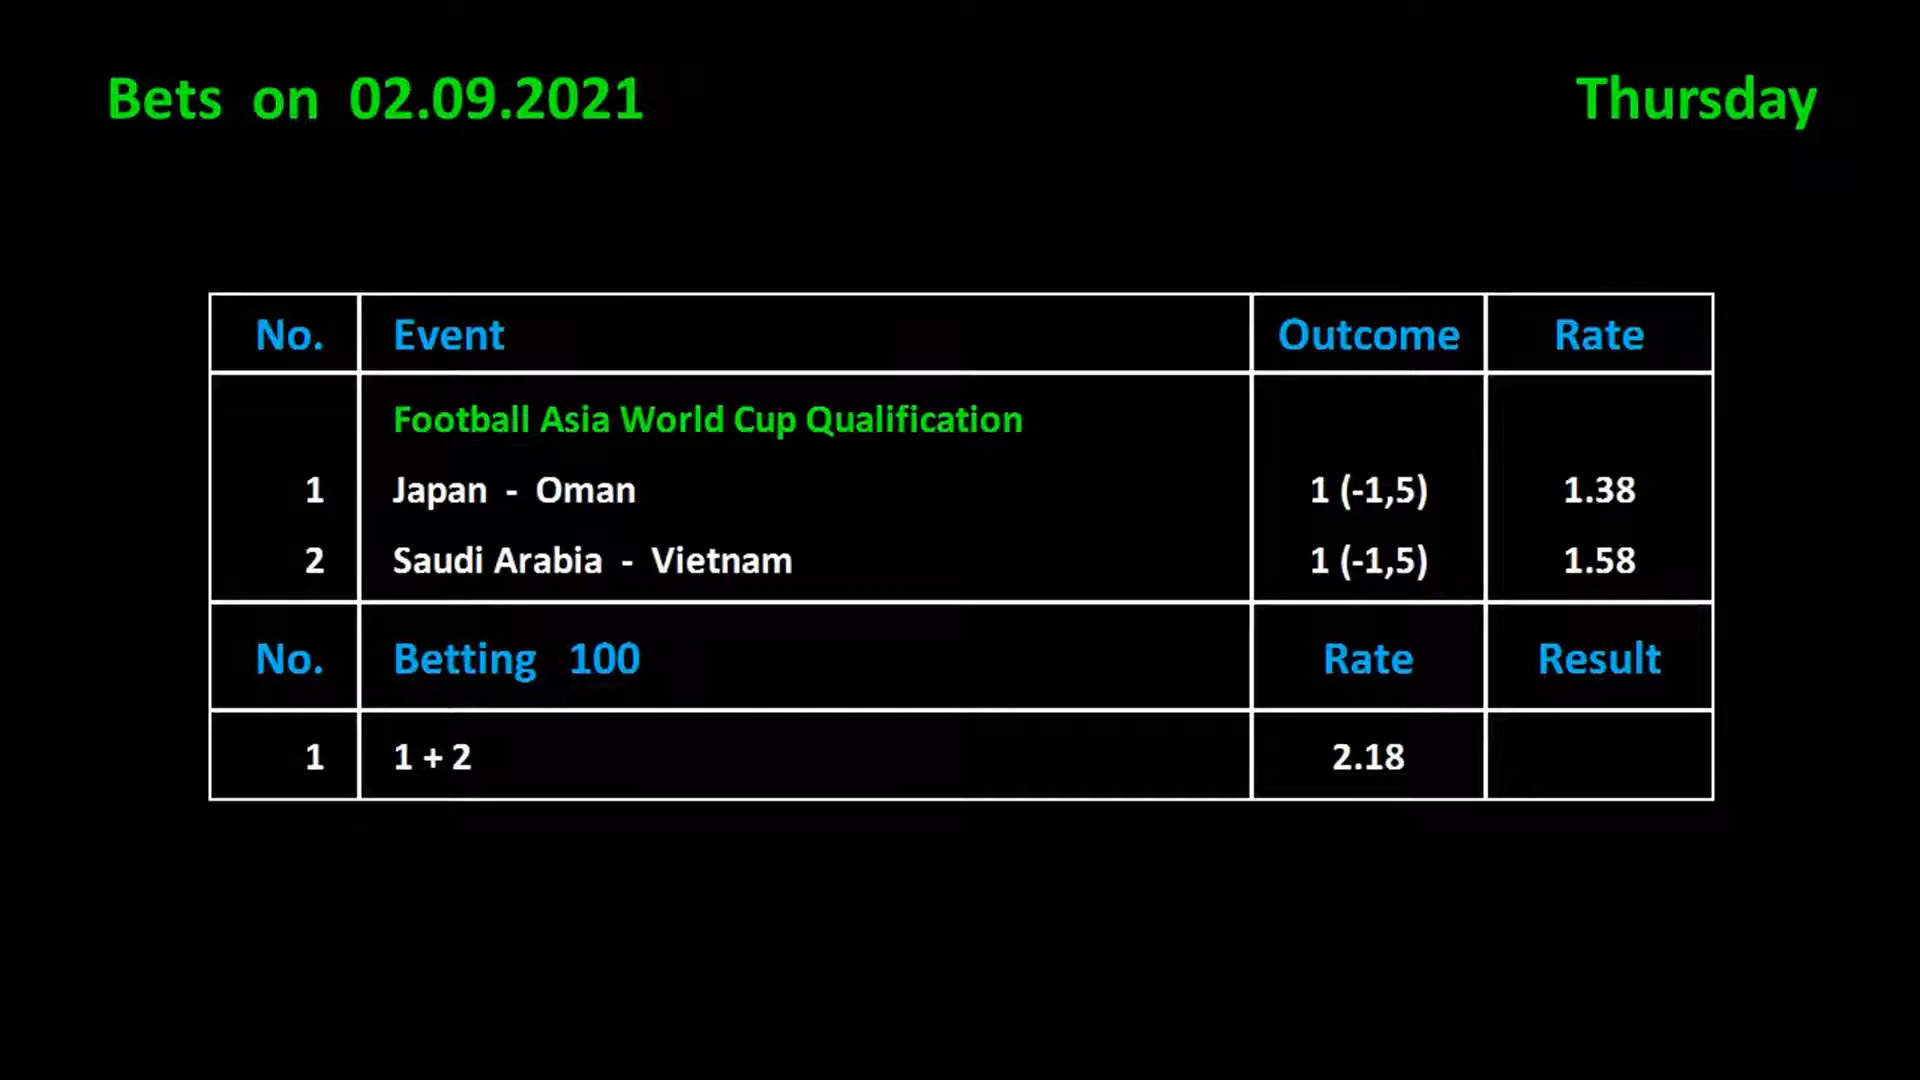 Bets on 02.09.2021 Thursday
No. Event Outcome Rate
Football Asia World Cup Qualification
1 Japan - Oman 1 (-1,5) 1.38
2 Saudi Arabia - Vietnam 1 (-1,5) 1.58
No. Betting 100 Rate Result
1 1 + 2 2.18